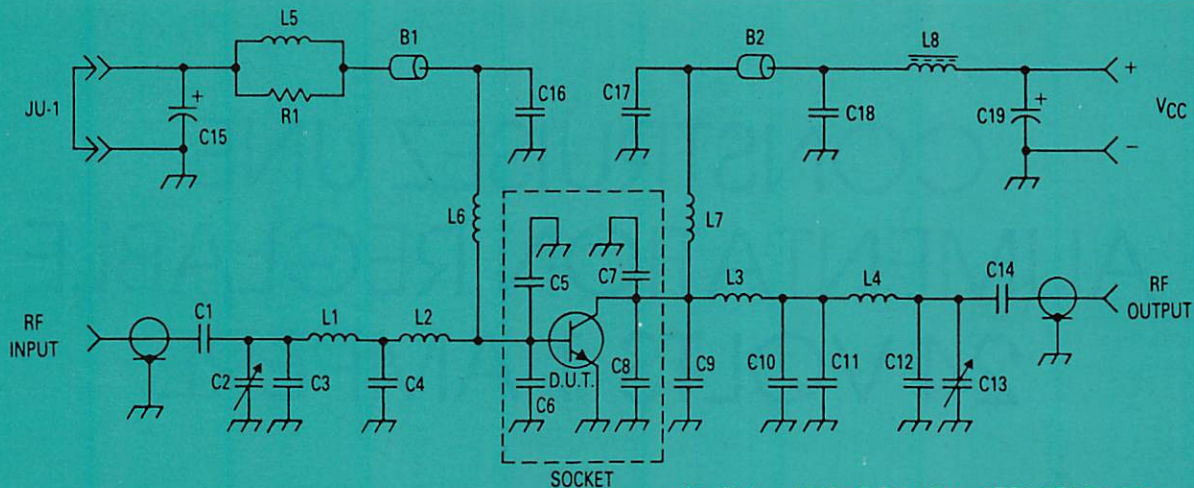 L5
B1
B2
L8
JU-1
+
C15
R1
C16
C17
C18
+
C19
+
VCC
−
L6
L7
C5
C7
RF
INPUT
C1
L1
L2
L3
L4
C14
RF
OUTPUT
C2
C3
C4
C6
D.U.T.
C8
C9
C10
C11
C12
C13
SOCKET